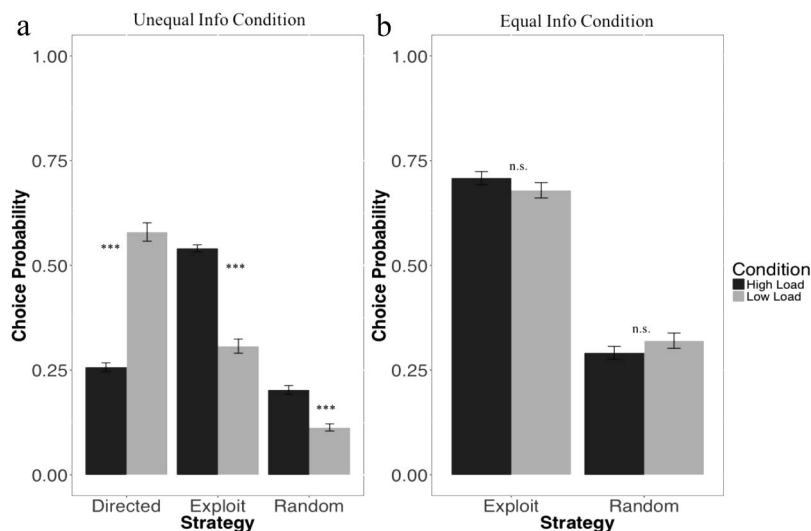 a
Unequal Info Condition
1.00
0.75
0.50
0.25
0.00
Choice Probability
***
***
***
Directed
Exploit
Random
Strategy
b
Equal Info Condition
1.00
0.75
0.50
0.25
0.00
Choice Probability
n.s.
n.s.
Exploit
Random
Strategy
Condition
High Load
Low Load